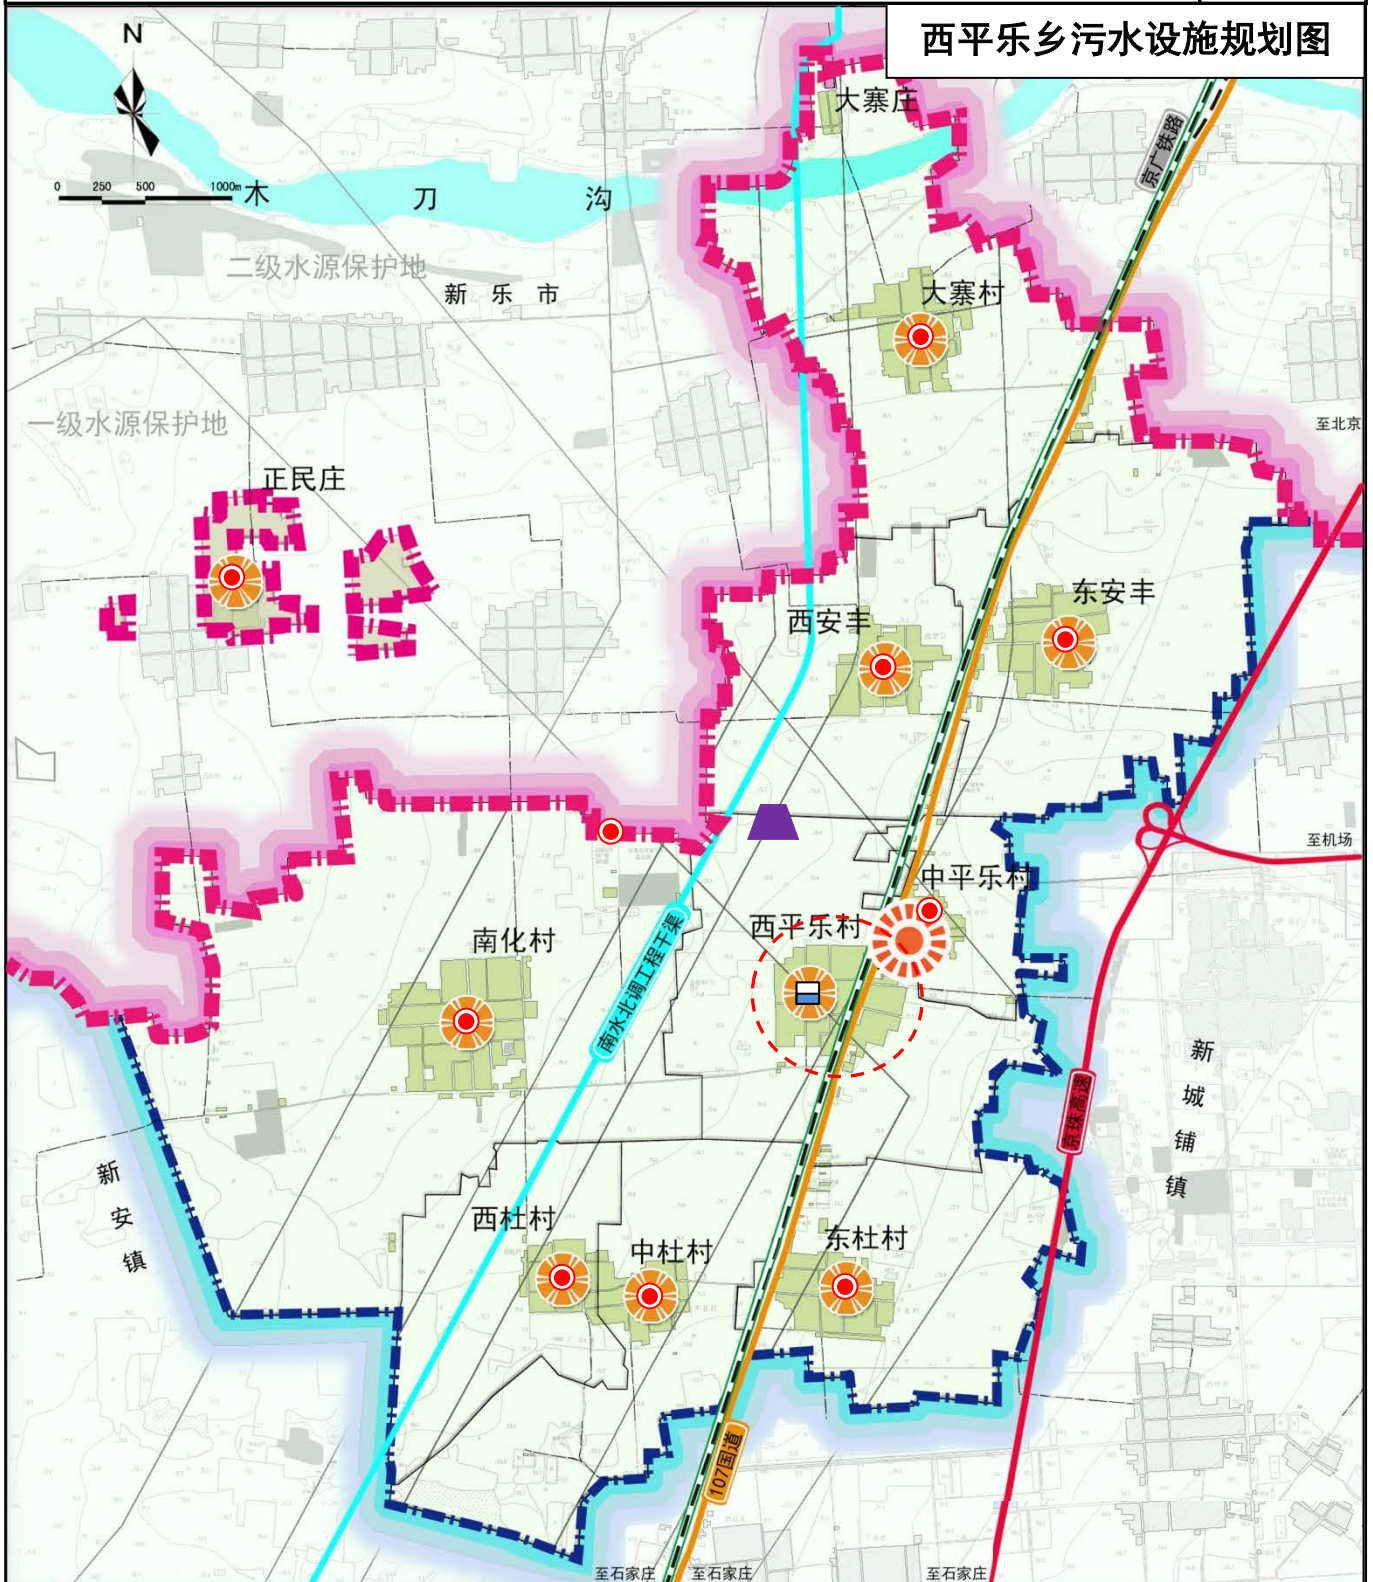 西平乐乡污水设施规划图
N
大寨庄
京广铁路
0 250 500 1000m
木 刀 沟
二级水源保护地
新 乐 市
大寨村
一级水源保护地
至北京
正民庄
东安丰
西安丰
至机场
中平乐村
西平乐村
南化村
南水北调工程干渠
新城铺镇
京珠高速
新安镇
西杜村
中杜村
东杜村
107国道
至石家庄
至石家庄
至石家庄